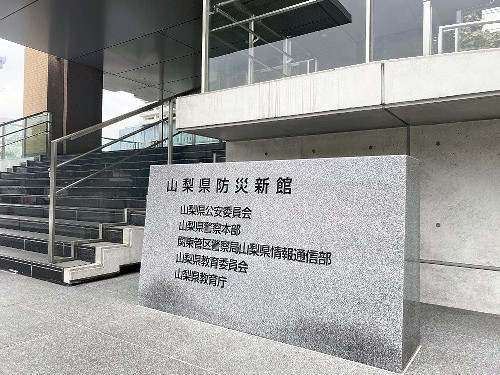 山梨県防災新館
山梨県公安委員会
山梨県警察本部
関東管区警察局山梨県情報通信部
山梨県教育委員会
山梨県教育庁